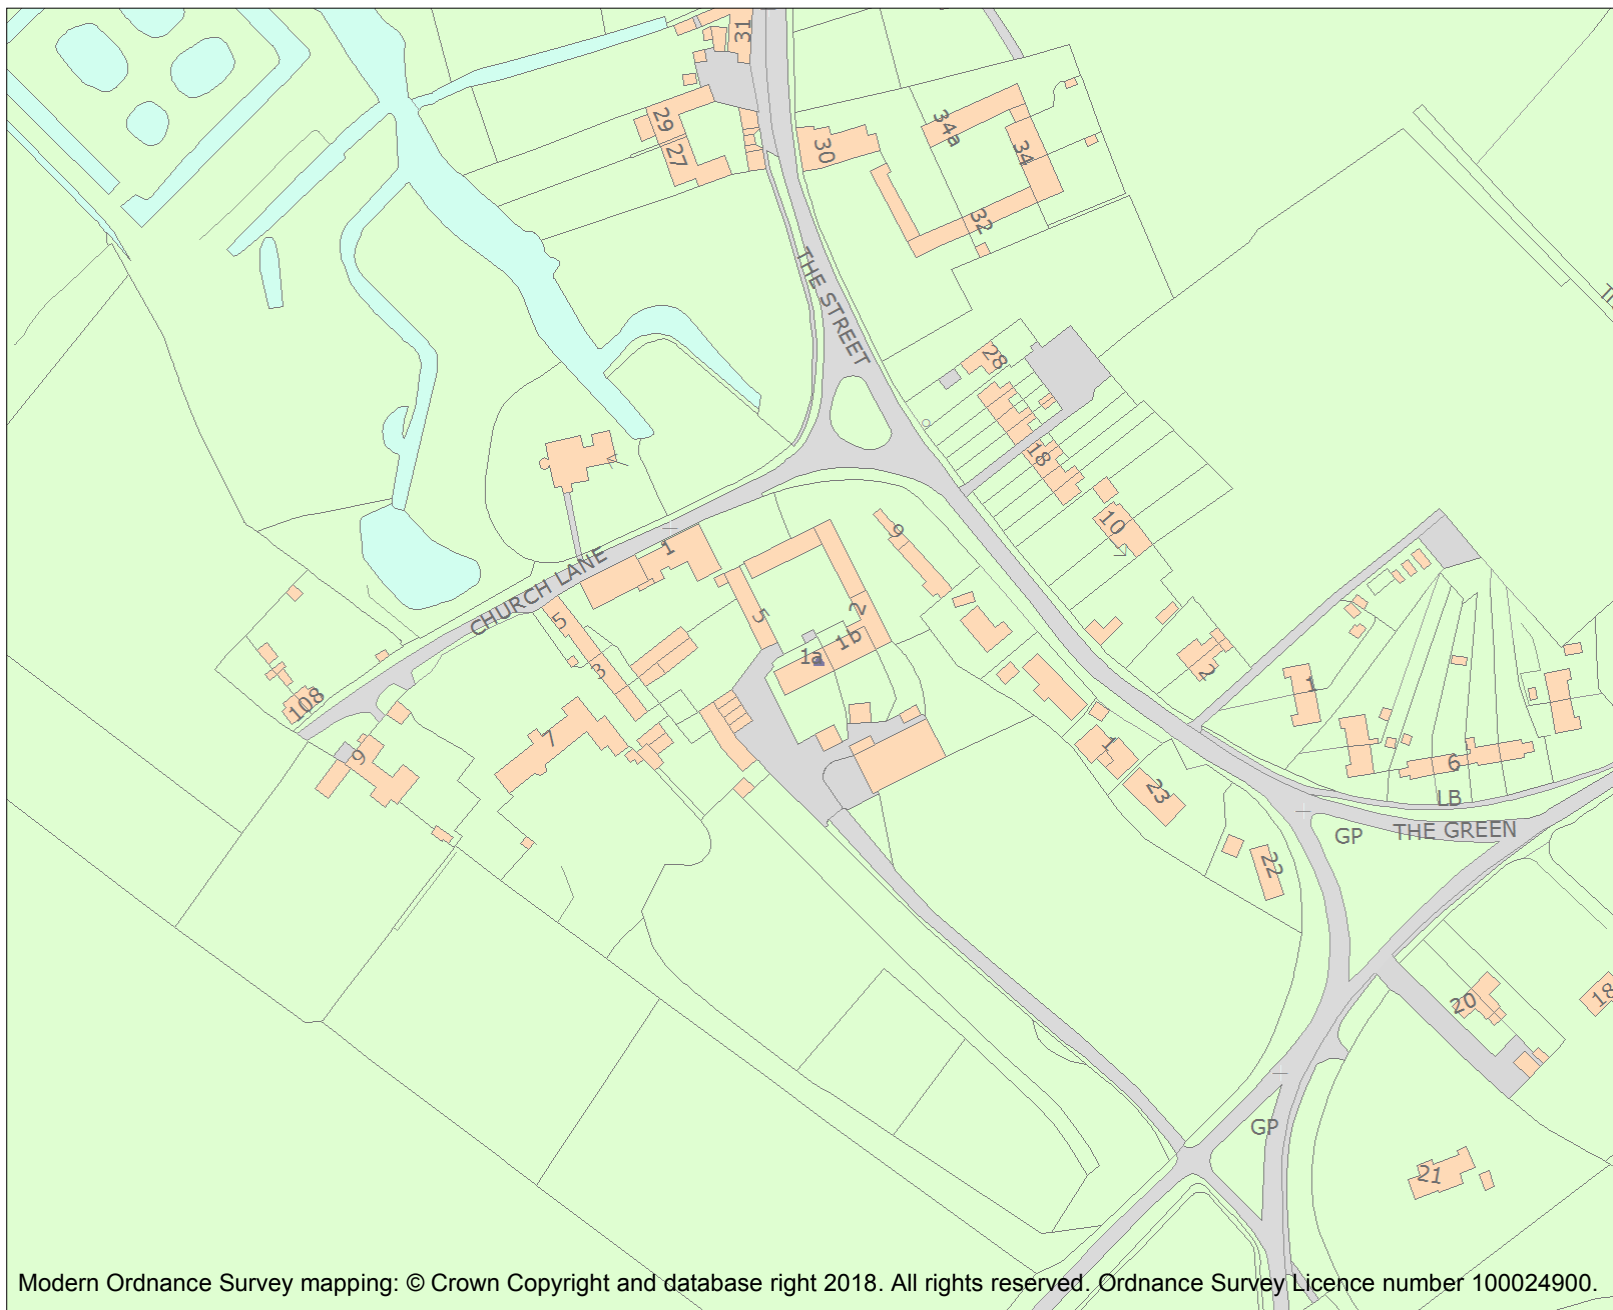 31
29
27
30
34a
34
32
THE STREET
28
18
10
9
1
CHURCH LANE
5
3
5
2
1b
1a
108
9
7
2
1
6
LB
THE GREEN
GP
1
23
22
20
18
GP
21
Modern Ordnance Survey mapping: © Crown Copyright and database right 2018. All rights reserved. Ordnance Survey Licence number 100024900.